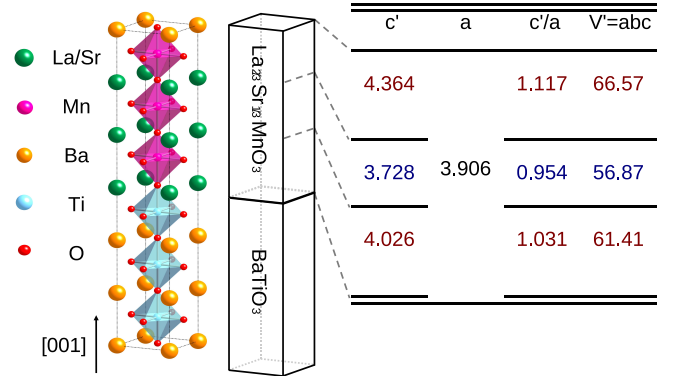 La/Sr
Mn
Ba
Ti
O
[001]
La2/3Sr1/3MnO3
BaTiO3
c' a c'/a V'=abc
4.364 1.117 66.57
3.728 3.906 0.954 56.87
4.026 1.031 61.41